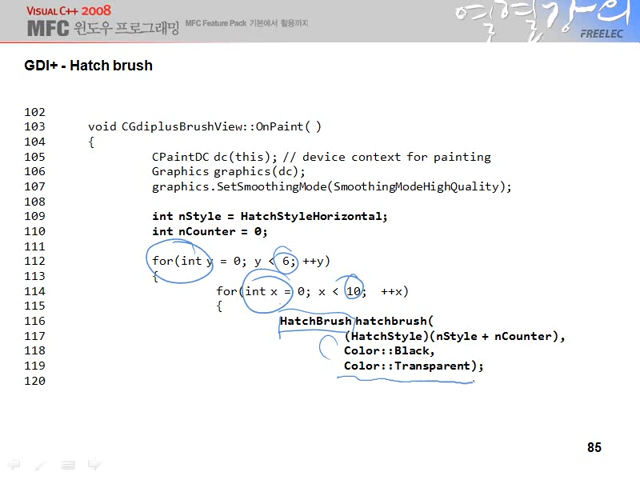 VISUAL C++ 2008
MFC 윈도우 프로그래밍 MFC Feature Pack 기본에서 활용까지
열혈강의
FREELEC
GDI+ - Hatch brush
102
103 void CGdiplusBrushView::OnPaint( )
104 {
105 CPaintDC dc(this); // device context for painting
106 Graphics graphics(dc);
107 graphics.SetSmoothingMode(SmoothingModeHighQuality);
108
109 int nStyle = HatchStyleHorizontal;
110 int nCounter = 0;
111
112 for(int y = 0; y < 6; ++y)
113 {
114 for(int x = 0; x < 10; ++x)
115 {
116 HatchBrush hatchbrush(
117 (HatchStyle)(nStyle + nCounter),
118 Color::Black,
119 Color::Transparent);
120
85